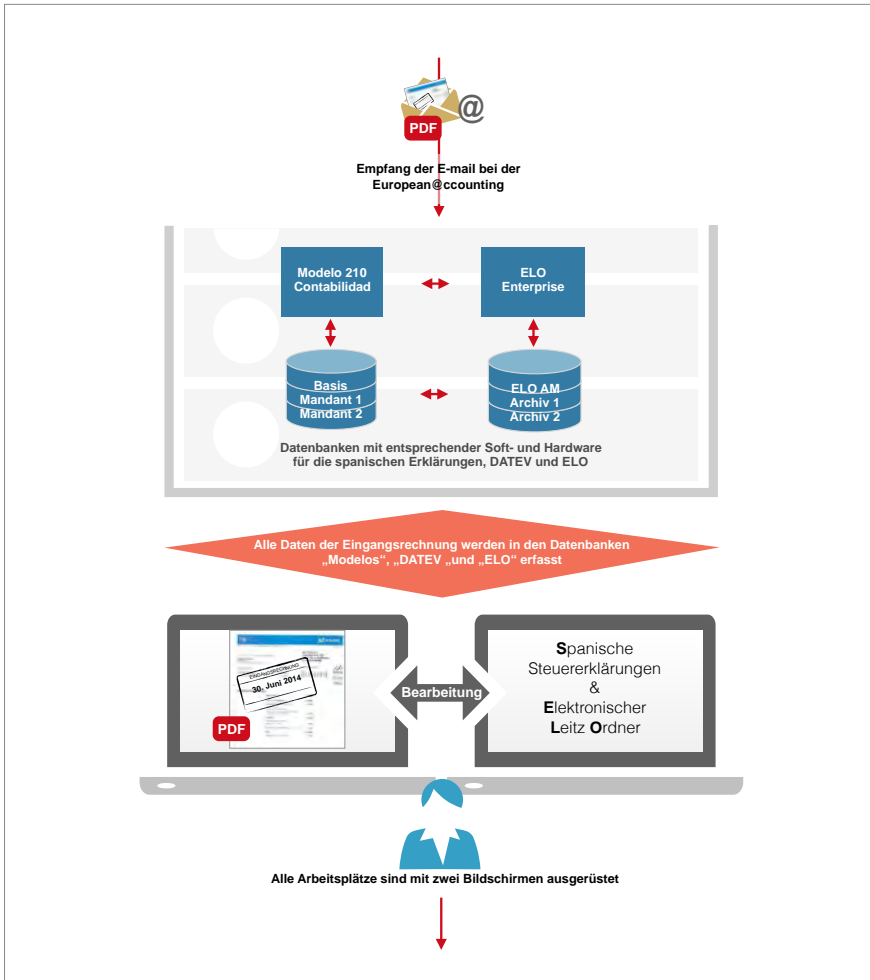 @
PDF
Empfang der E-mail bei der
European@ccounting
Modelo 210
Contabilidad
ELO
Enterprise
Basis
Mandant 1
Mandant 2
ELO AM
Archiv 1
Archiv 2
Datenbanken mit entsprechender Soft- und Hardware
für die spanischen Erklärungen, DATEV und ELO
Alle Daten der Eingangsrechnung werden in den Datenbanken
„Modelos“, „DATEV „und „ELO“ erfasst
EINGANGSRECHNUNG
30. Juni 2014
PDF
Bearbeitung
Spanische
Steuererklärungen
&
Elektronischer
Leitz Ordner
Alle Arbeitsplätze sind mit zwei Bildschirmen ausgerüstet